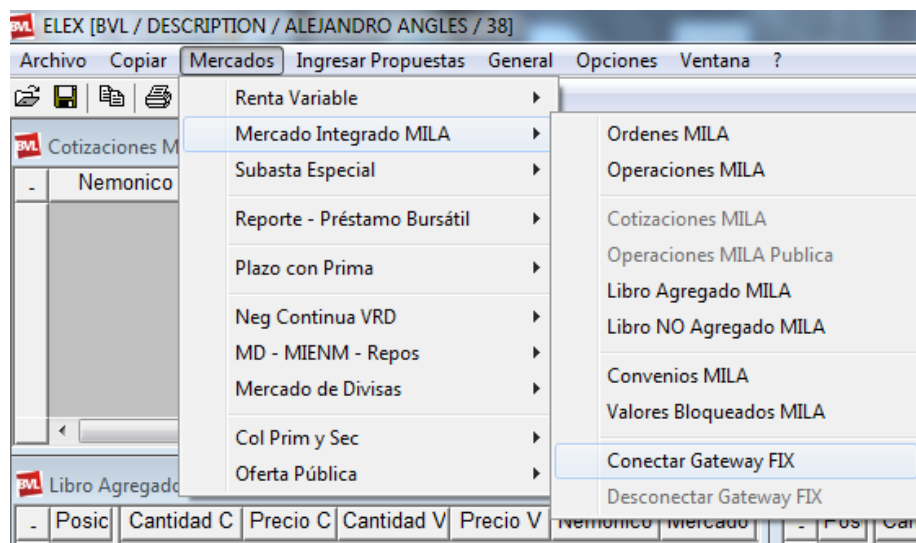 BVL ELEX [BVL / DESCRIPTION / ALEJANDRO ANGLES / 38]
Archivo Copiar Mercados Ingresar Propuestas General Opciones Ventana ?
Renta Variable
Mercado Integrado MILA
Subasta Especial
Reporte - Préstamo Bursátil
Plazo con Prima
Neg Continua VRD
MD - MIENM - Repos
Mercado de Divisas
Col Prim y Sec
Oferta Pública
Ordenes MILA
Operaciones MILA
Cotizaciones MILA
Operaciones MILA Publica
Libro Agregado MILA
Libro NO Agregado MILA
Convenios MILA
Valores Bloqueados MILA
Conectar Gateway FIX
Desconectar Gateway FIX
BVL Cotizaciones M
- Nemonico
BVL Libro Agregado
- Posic Cantidad C Precio C Cantidad V Precio V Nemonico Mercado - Pos Can